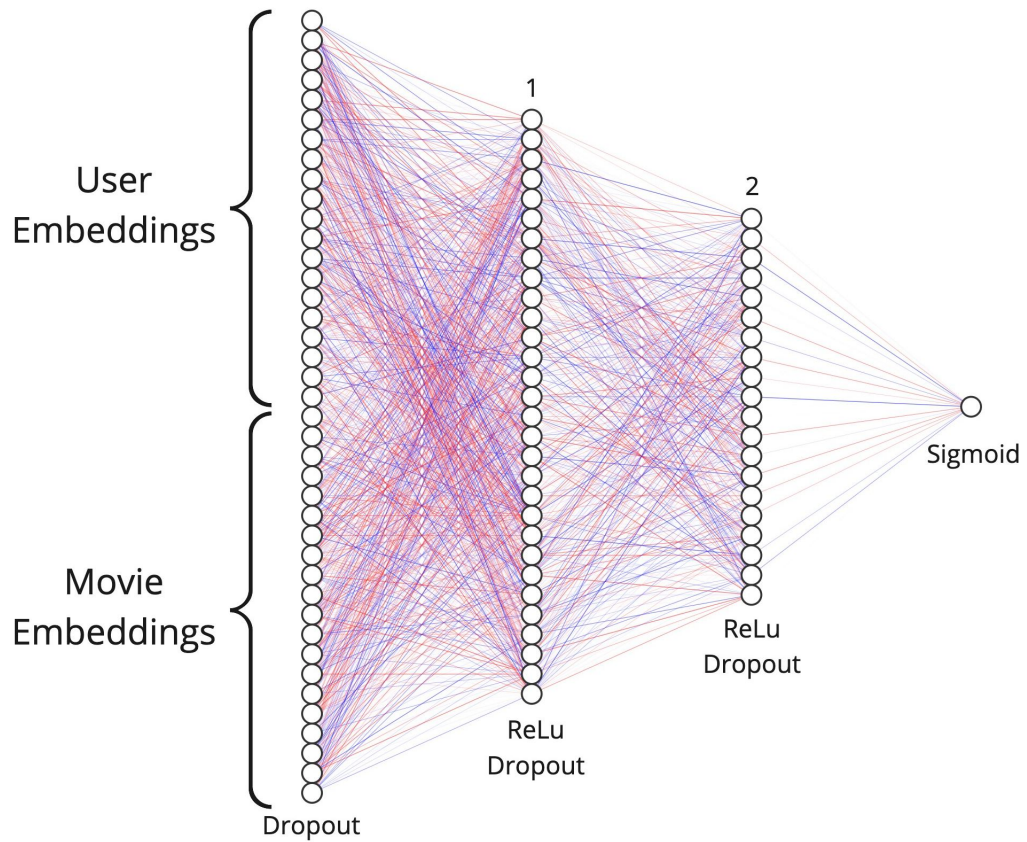 User
Embeddings
Movie
Embeddings
Dropout
1
ReLu
Dropout
2
ReLu
Dropout
Sigmoid